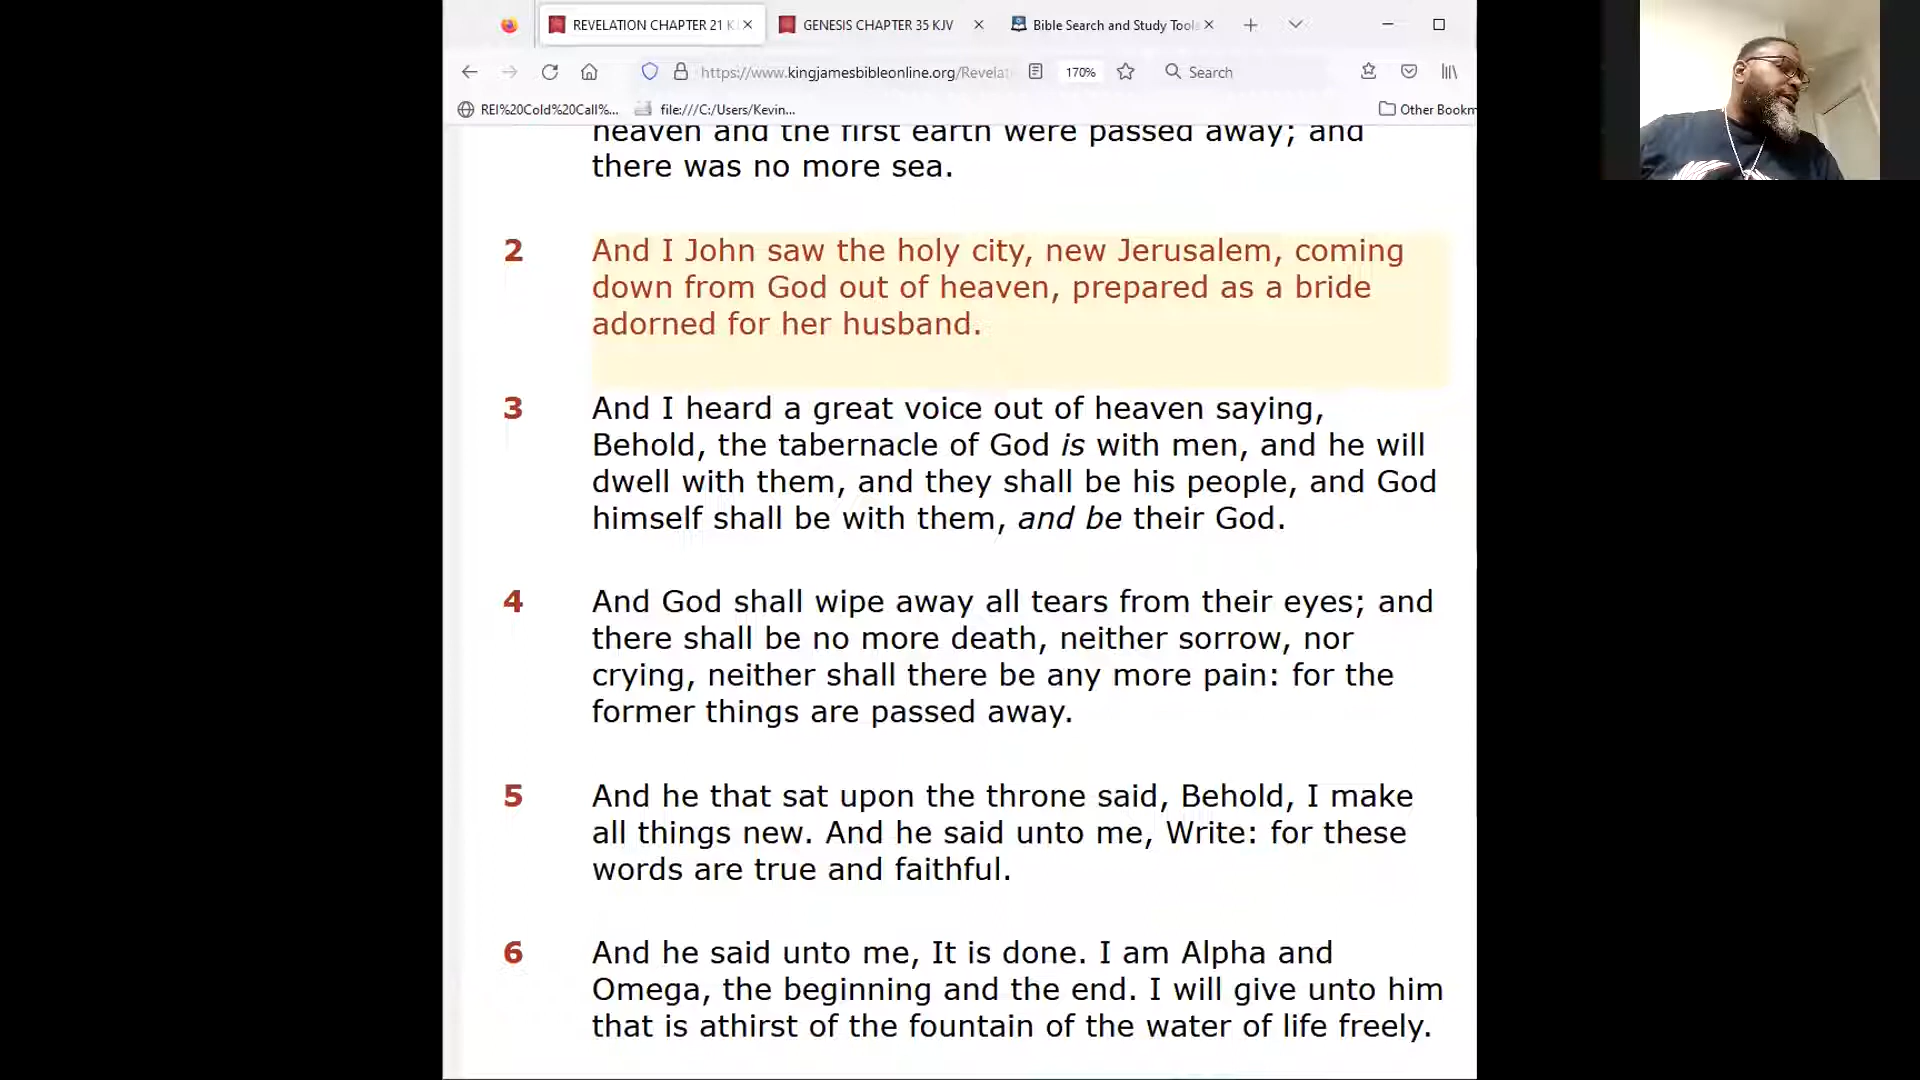 REVELATION CHAPTER 21 K
GENESIS CHAPTER 35 KJV
Bible Search and Study Tools
https://www.kingjamesbibleonline.org/Revelat
170%
Search
REI%20Cold%20Call%...
file:///C:/Users/Kevin...
Other Bookm
heaven and the first earth were passed away; and
there was no more sea.
2 And I John saw the holy city, new Jerusalem, coming
down from God out of heaven, prepared as a bride
adorned for her husband.
3 And I heard a great voice out of heaven saying,
Behold, the tabernacle of God is with men, and he will
dwell with them, and they shall be his people, and God
himself shall be with them, and be their God.
4 And God shall wipe away all tears from their eyes; and
there shall be no more death, neither sorrow, nor
crying, neither shall there be any more pain: for the
former things are passed away.
5 And he that sat upon the throne said, Behold, I make
all things new. And he said unto me, Write: for these
words are true and faithful.
6 And he said unto me, It is done. I am Alpha and
Omega, the beginning and the end. I will give unto him
that is athirst of the fountain of the water of life freely.